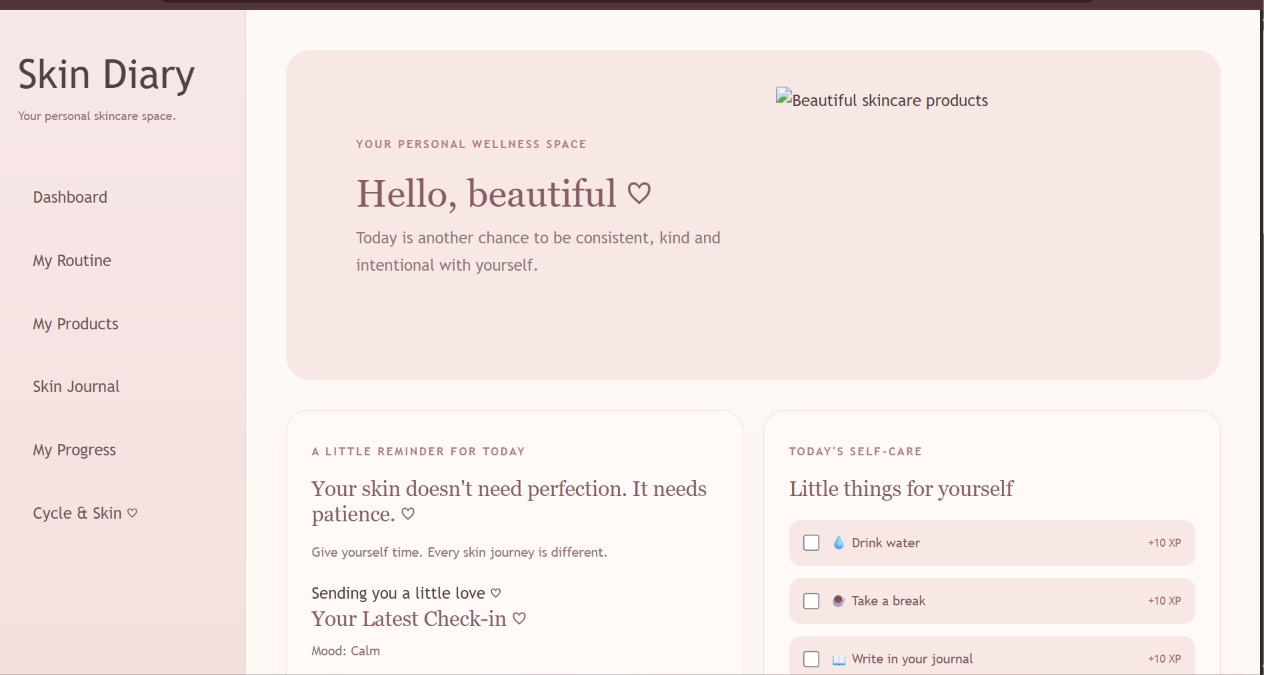 Skin Diary
Your personal skincare space.
Dashboard
My Routine
My Products
Skin Journal
My Progress
Cycle & Skin ♡
Beautiful skincare products
YOUR PERSONAL WELLNESS SPACE
Hello, beautiful ♡
Today is another chance to be consistent, kind and
intentional with yourself.
A LITTLE REMINDER FOR TODAY
Your skin doesn't need perfection. It needs
patience. ♡
Give yourself time. Every skin journey is different.
Sending you a little love ♡
Your Latest Check-in ♡
Mood: Calm
TODAY'S SELF-CARE
Little things for yourself
💧 Drink water +10 XP
Take a break +10 XP
📖 Write in your journal +10 XP